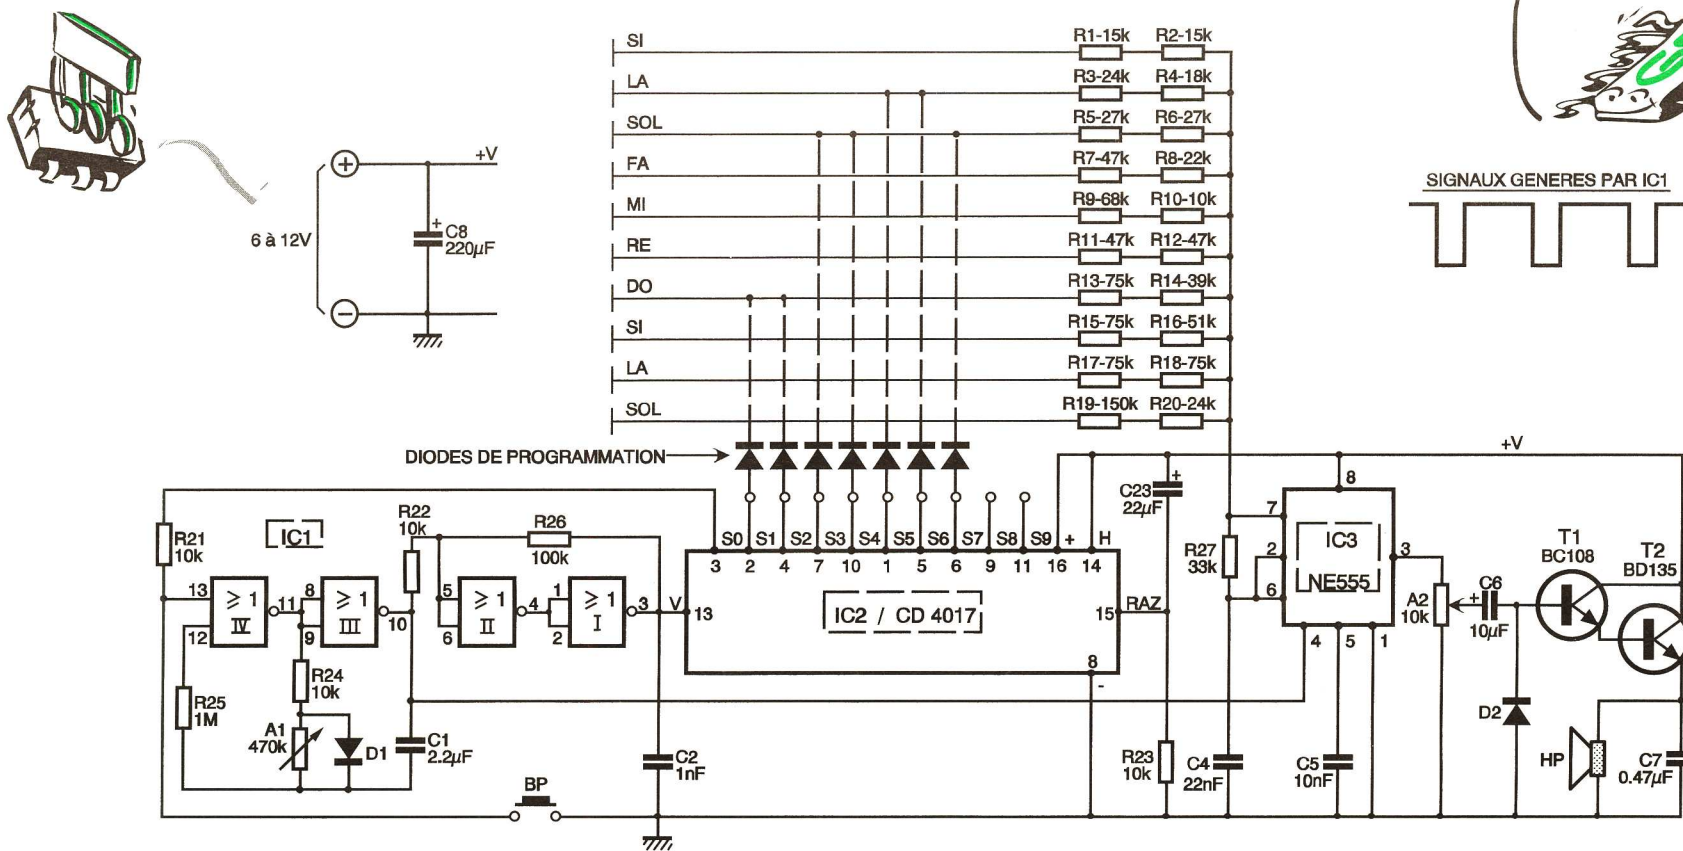 SI R1-15k R2-15k
LA R3-24k R4-18k
SOL R5-27k R6-27k
FA R7-47k R8-22k
MI R9-68k R10-10k
RE R11-47k R12-47k
DO R13-75k R14-39k
SI R15-75k R16-51k
LA R17-75k R18-75k
SOL R19-150k R20-24k
+V
+
6 à 12V
+
C8
220µF
−
SIGNAUX GENERES PAR IC1
DIODES DE PROGRAMMATION
+V
R21
10k
IC1
R22
10k
R26
100k
S0 S1 S2 S3 S4 S5 S6 S7 S8 S9 + H
3 2 4 7 10 1 5 6 9 11 16 14
C23
22µF
+
13
12
≥ 1
IV
11
8
9
≥ 1
III
10
5
6
≥ 1
II
4
1
2
≥ 1
I
3
V
13
IC2 / CD 4017
15
RAZ
8
-
R27
33k
7
2
6
8
IC3
NE555
3
4
5
1
A2
10k
+
C6
10µF
T1
BC108
T2
BD135
R25
1M
R24
10k
A1
470k
D1
C1
2.2µF
C2
1nF
BP
R23
10k
C4
22nF
C5
10nF
D2
HP
C7
0.47µF